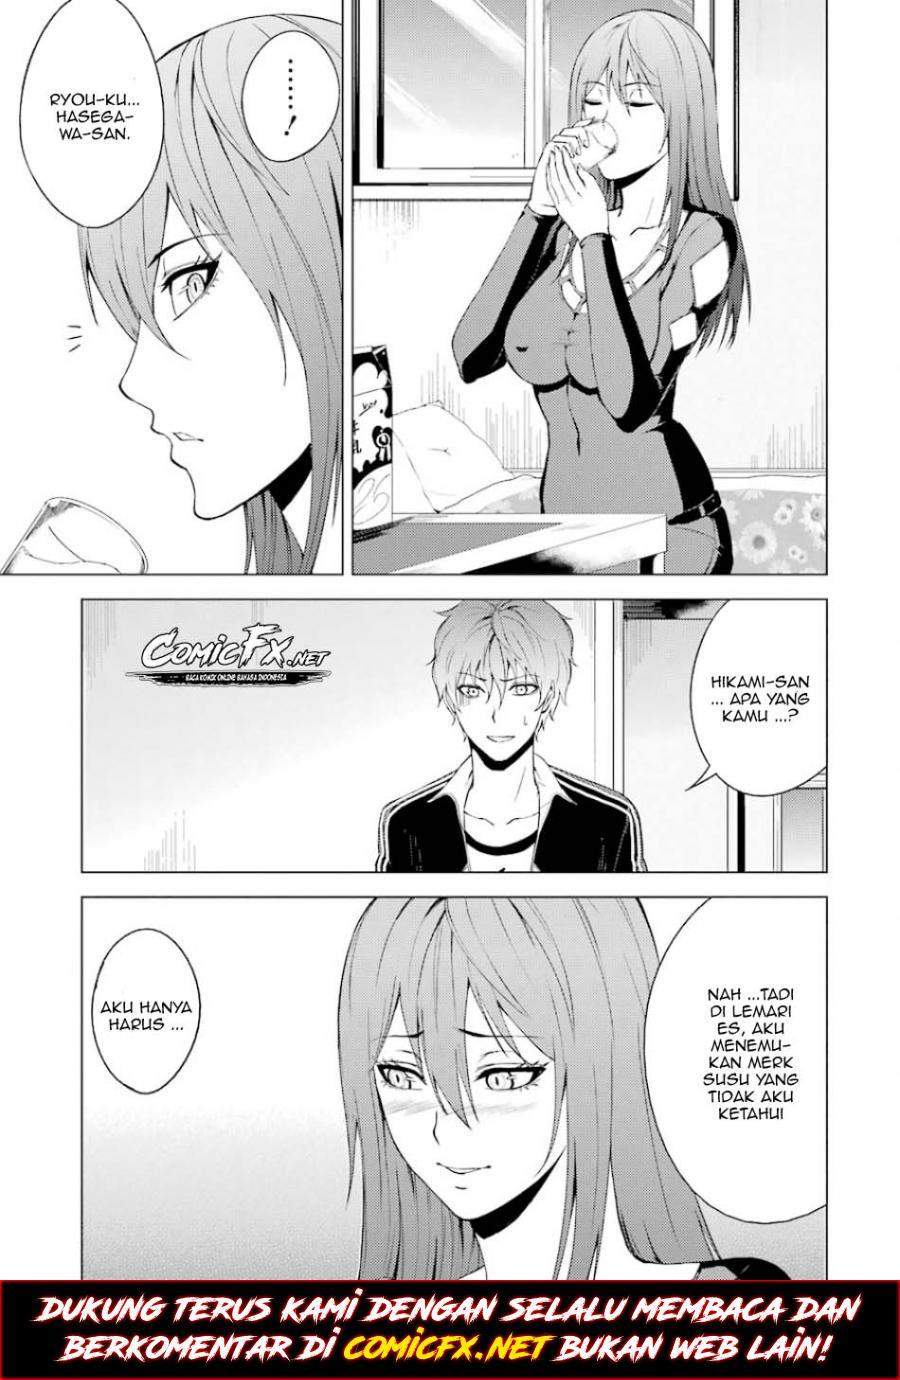 ......!
RYOU-KU...
HASEGA-
WA-SAN.
HIKAMI-SAN
... APA YANG
KAMU ...?
COMICFX.NET
BACA KOMIK ONLINE BAHASA INDONESIA
NAH ...TADI
DI LEMARI
ES, AKU
MENEMU-
KAN MERK
SUSU YANG
TIDAK AKU
KETAHUI
AKU HANYA
HARUS ...
DUKUNG TERUS KAMI DENGAN SELALU MEMBACA DAN
BERKOMENTAR DI COMICFX.NET BUKAN WEB LAIN!